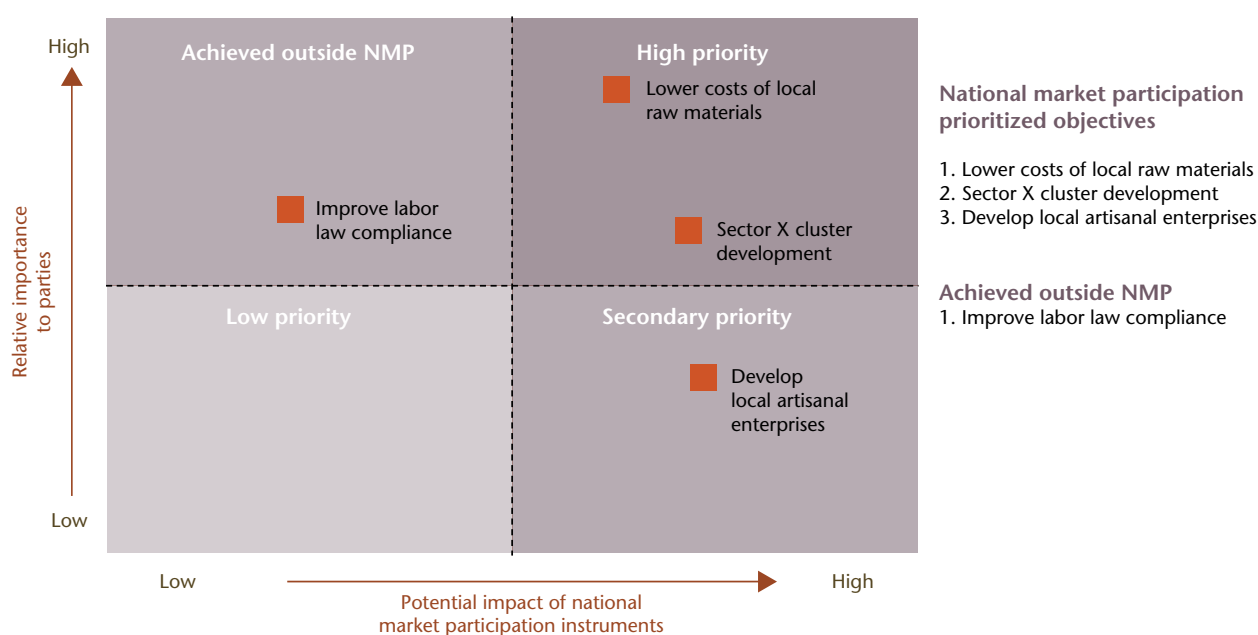 High
Relative importance
to parties
Low
Achieved outside NMP
High priority
Lower costs of local
raw materials
Improve labor
law compliance
Sector X cluster
development
Low priority
Secondary priority
Develop
local artisanal
enterprises
Low
High
Potential impact of national
market participation instruments
National market participation
prioritized objectives
1. Lower costs of local raw materials
2. Sector X cluster development
3. Develop local artisanal enterprises
Achieved outside NMP
1. Improve labor law compliance